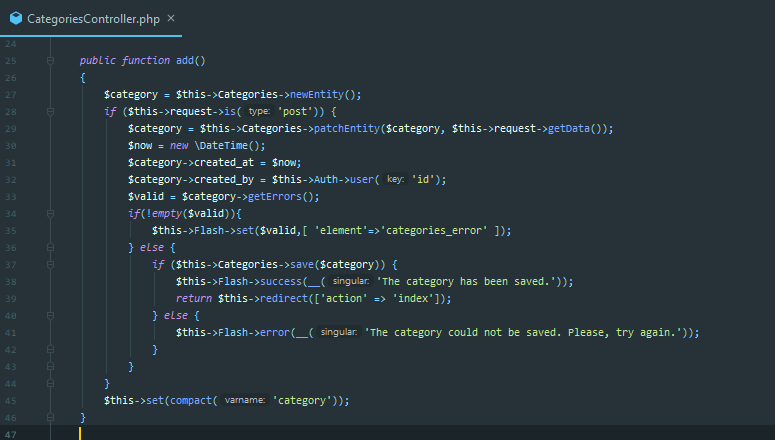 CategoriesController.php ×
24
25 public function add()
26 {
27 $category = $this->Categories->newEntity();
28 if ($this->request->is( type: 'post')) {
29 $category = $this->Categories->patchEntity($category, $this->request->getData());
30 $now = new \DateTime();
31 $category->created_at = $now;
32 $category->created_by = $this->Auth->user( key: 'id');
33 $valid = $category->getErrors();
34 if(!empty($valid)){
35 $this->Flash->set($valid,[ 'element'=>'categories_error' ]);
36 } else {
37 if ($this->Categories->save($category)) {
38 $this->Flash->success(__( singular: 'The category has been saved.'));
39 return $this->redirect(['action' => 'index']);
40 } else {
41 $this->Flash->error(__( singular: 'The category could not be saved. Please, try again.'));
42 }
43 }
44 }
45 $this->set(compact( varname: 'category'));
46 }
47